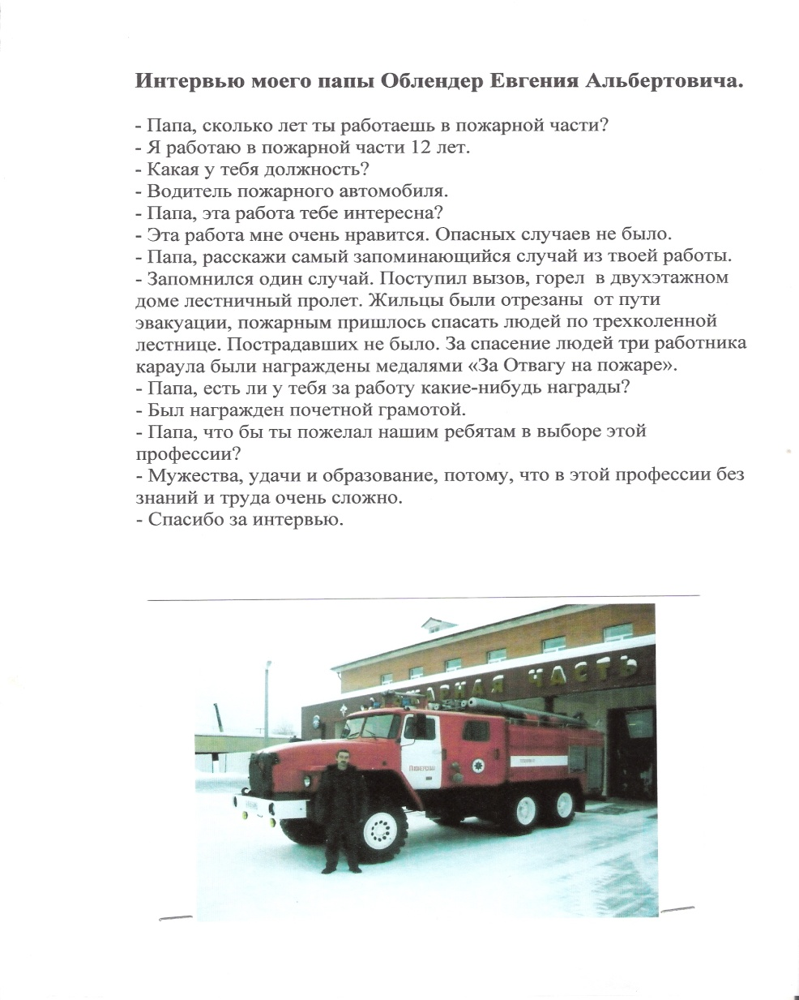 Интервью моего папы Облендер Евгения Альбертовича.
- Папа, сколько лет ты работаешь в пожарной части?
- Я работаю в пожарной части 12 лет.
- Какая у тебя должность?
- Водитель пожарного автомобиля.
- Папа, эта работа тебе интересна?
- Эта работа мне очень нравится. Опасных случаев не было.
- Папа, расскажи самый запоминающийся случай из твоей работы.
- Запомнился один случай. Поступил вызов, горел  в двухэтажном
доме лестничный пролет. Жильцы были отрезаны  от пути
эвакуации, пожарным пришлось спасать людей по трехколенной
лестнице. Пострадавших не было. За спасение людей три работника
караула были награждены медалями «За Отвагу на пожаре».
- Папа, есть ли у тебя за работу какие-нибудь награды?
- Был награжден почетной грамотой.
- Папа, что бы ты пожелал нашим ребятам в выборе этой
профессии?
- Мужества, удачи и образование, потому, что в этой профессии без
знаний и труда очень сложно.
- Спасибо за интервью.
ЧАСТЬ